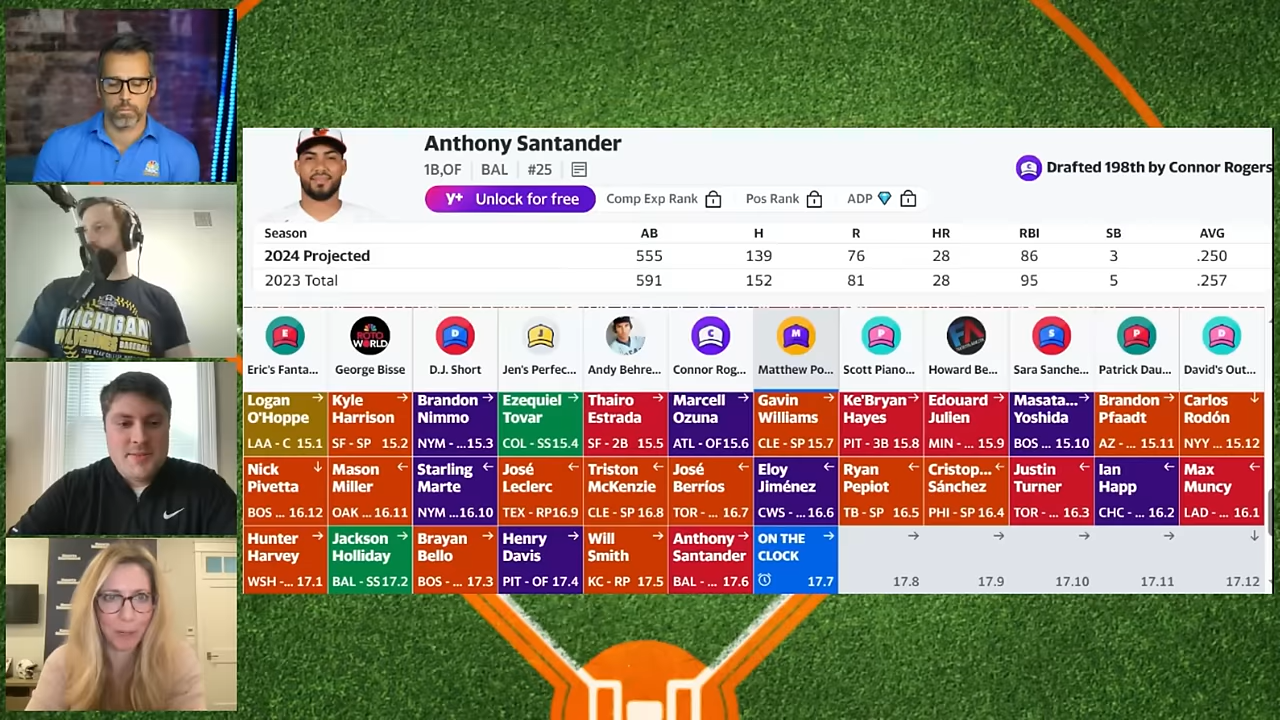 Anthony Santander
1B,OF BAL #25
Drafted 198th by Connor Rogers
y+ Unlock for free Comp Exp Rank Pos Rank ADP
Season AB H R HR RBI SB AVG
2024 Projected 555 139 76 28 86 3 .250
2023 Total 591 152 81 28 95 5 .257
E ROTO WORLD D J C M P FA S P D
Eric's Fanta... George Bisse D.J. Short Jen's Perfec... Andy Behre... Connor Rog... Matthew Po... Scott Piano... Howard Be... Sara Sanche... Patrick Dau... David's Out...
Logan Kyle Brandon Ezequiel Thairo Marcell Gavin Ke'Bryan Edouard Masata... Brandon Carlos
O'Hoppe Harrison Nimmo Tovar Estrada Ozuna Williams Hayes Julien Yoshida Pfaadt Rodón
LAA - C 15.1 SF - SP 15.2 NYM - ...15.3 COL - SS15.4 SF - 2B 15.5 ATL - OF15.6 CLE - SP 15.7 PIT - 3B 15.8 MIN - ... 15.9 BOS ... 15.10 AZ - ... 15.11 NYY ... 15.12
Nick Mason Starling José Triston José Eloy Ryan Cristop... Justin Ian Max
Pivetta Miller Marte Leclerc McKenzie Berríos Jiménez Pepiot Sánchez Turner Happ Muncy
BOS ... 16.12 OAK ... 16.11 NYM ...16.10 TEX - RP16.9 CLE - SP 16.8 TOR - ... 16.7 CWS - ... 16.6 TB - SP 16.5 PHI - SP 16.4 TOR - ... 16.3 CHC - ... 16.2 LAD - ... 16.1
Hunter Jackson Brayan Henry Will Anthony ON THE
Harvey Holliday Bello Davis Smith Santander CLOCK
WSH -... 17.1 BAL - SS17.2 BOS - ... 17.3 PIT - OF 17.4 KC - RP 17.5 BAL - ... 17.6 17.7 17.8 17.9 17.10 17.11 17.12
MICHIGAN
WOLVERINES
BASEBALL